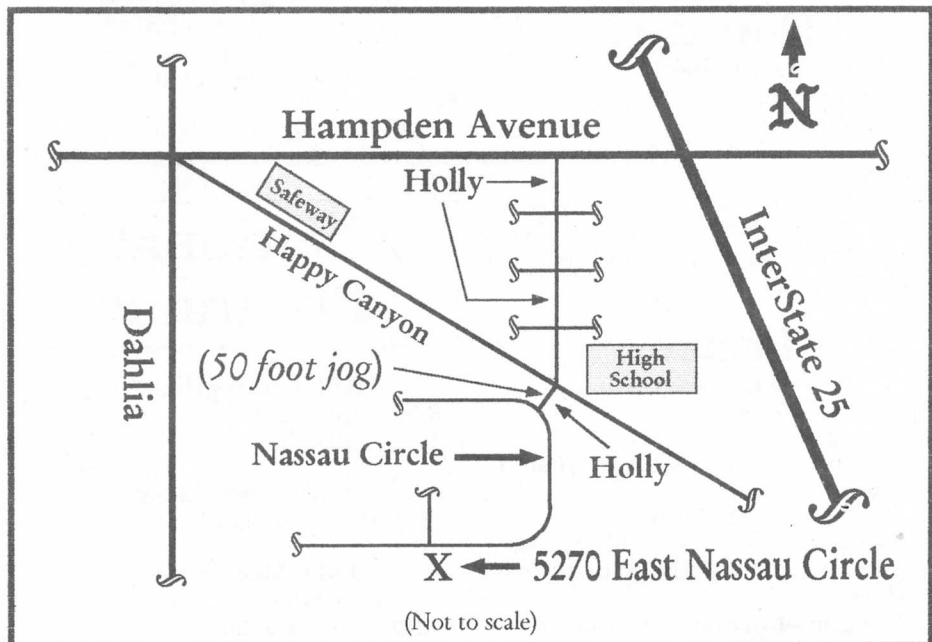 N
Hampden Avenue
Holly
Safeway
Happy Canyon
InterState 25
Dahlia
(50 foot jog)
High
School
Nassau Circle
Holly
X
5270 East Nassau Circle
(Not to scale)